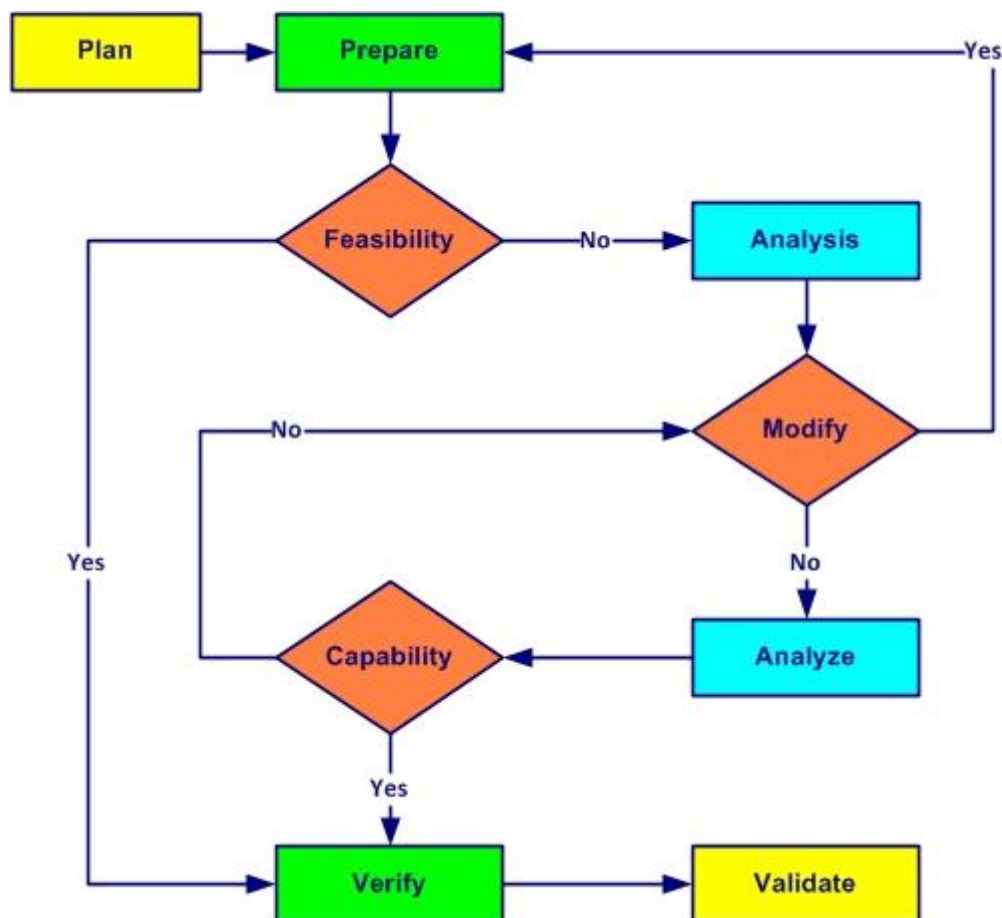 Plan
Prepare
Yes
Feasibility
No
Analysis
No
Modify
Yes
No
Capability
Analyze
Yes
Verify
Validate